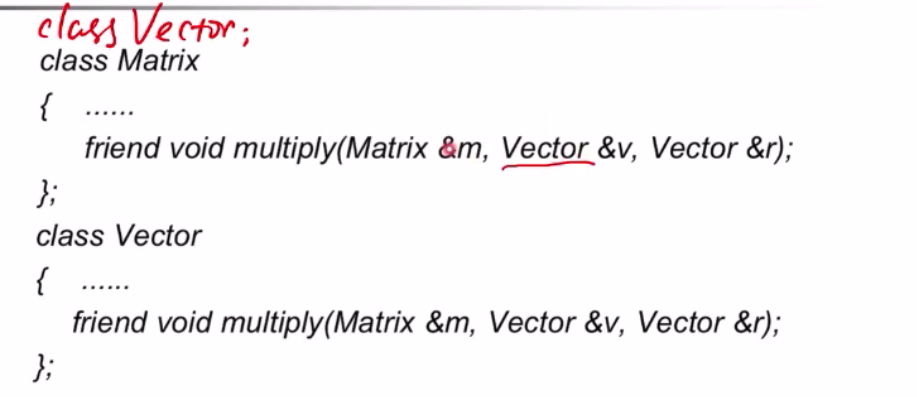 class Vector;
class Matrix
{ ......
friend void multiply(Matrix &m, Vector &v, Vector &r);
};
class Vector
{ ......
friend void multiply(Matrix &m, Vector &v, Vector &r);
};